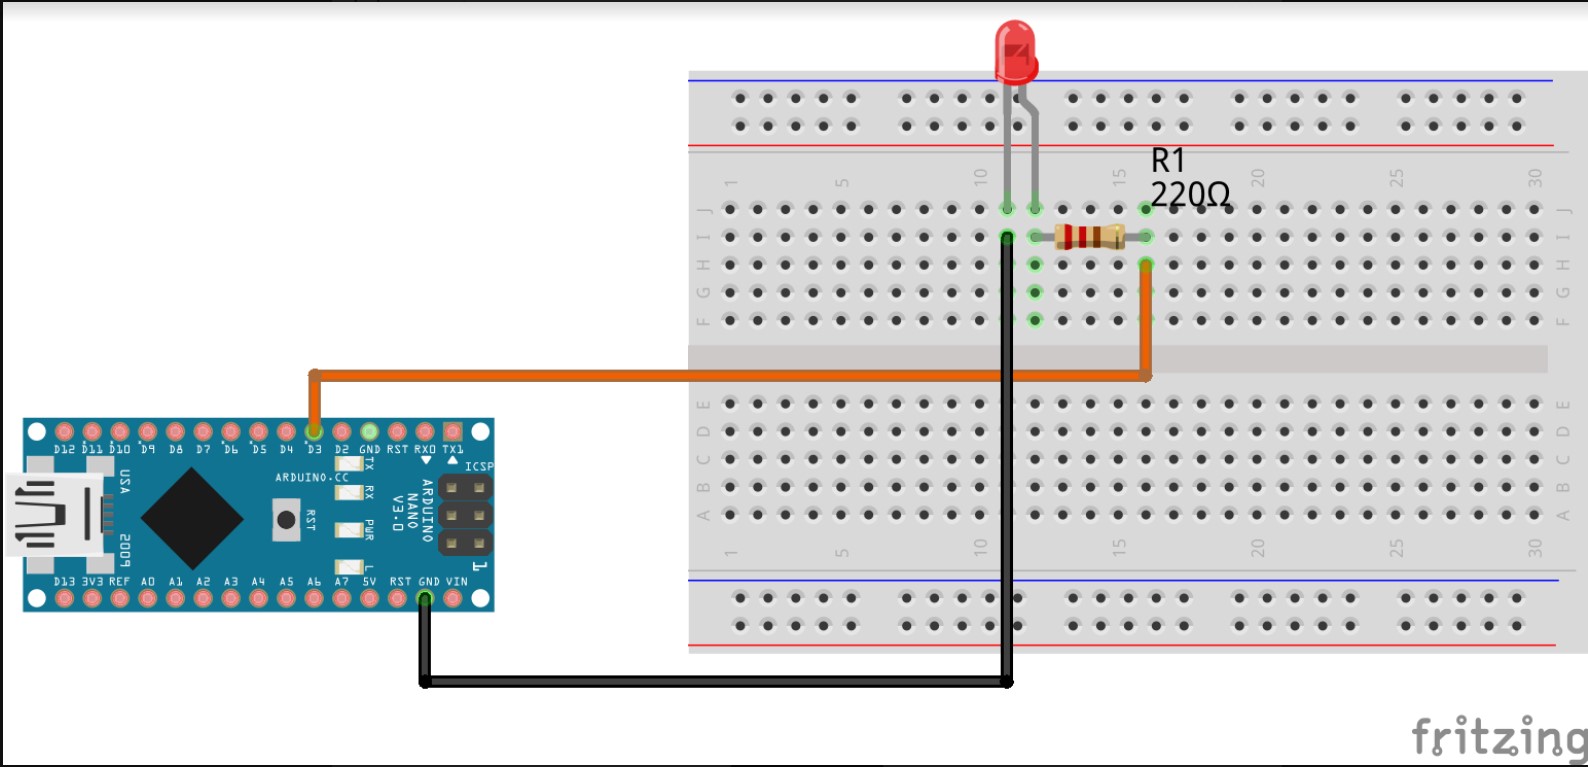 R1
220Ω
1 5 10 15 20 25 30
J J
I I
H H
G G
F F
E E
D D
C C
B B
A A
1 5 10 15 20 25 30
D12 D11 D10 D9 D8 D7 D6 D5 D4 D3 D2 GND RST RX0 TX1
TX
ICSP
ARDUINO.CC
RX
USA
ARDUINO
NANO
V3.0
RST
PWR
2009
L
1
D13 3V3 REF A0 A1 A2 A3 A4 A5 A6 A7 5V RST GND VIN
fritzing